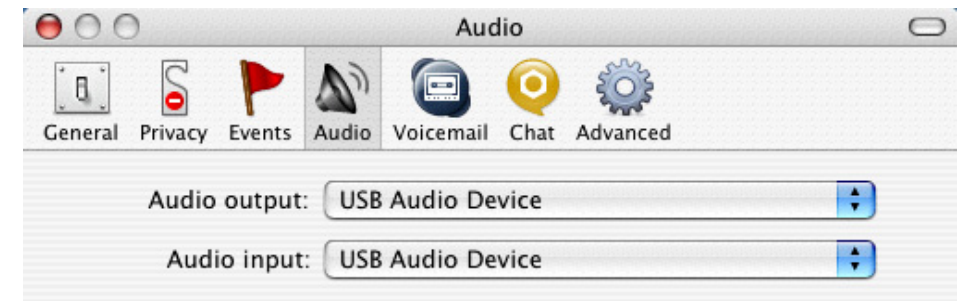 Audio
General Privacy Events Audio Voicemail Chat Advanced
Audio output: USB Audio Device
Audio input: USB Audio Device